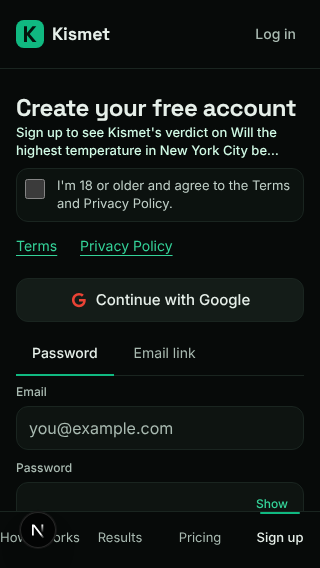 Kismet
Log in
Create your free account
Sign up to see Kismet's verdict on Will the
highest temperature in New York City be...
I'm 18 or older and agree to the Terms
and Privacy Policy.
Terms
Privacy Policy
Continue with Google
Password
Email link
Email
you@example.com
Password
Show
N
Results
Pricing
Sign up